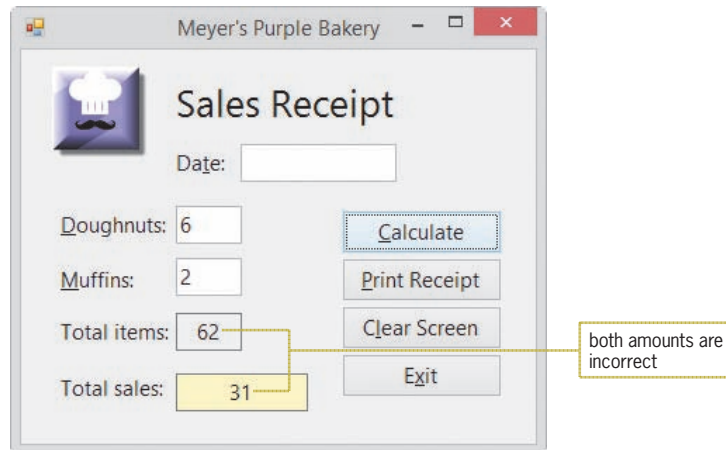 Meyer's Purple Bakery
Sales Receipt
Date:
Doughnuts: 6
Calculate
Muffins: 2
Print Receipt
Total items: 62
Clear Screen
both amounts are
incorrect
Total sales: 31
Exit